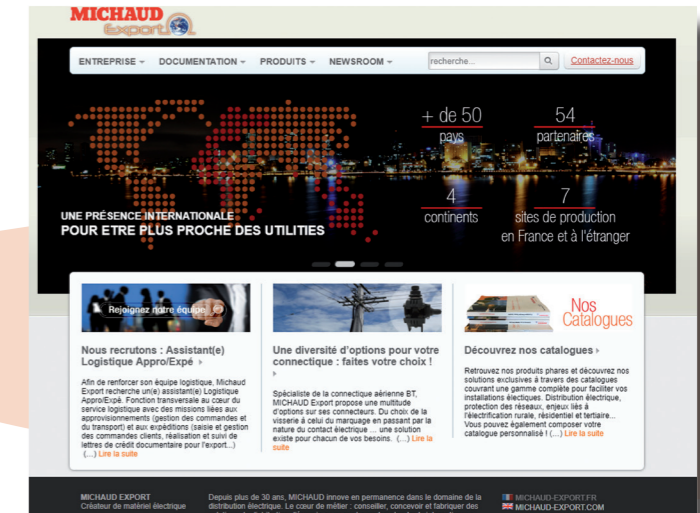 MICHAUD
Export
ENTREPRISE DOCUMENTATION PRODUITS NEWSROOM recherche... Contactez-nous
+ de 50
pays
54
partenaires
4
continents
7
sites de production
en France et à l'étranger
UNE PRÉSENCE INTERNATIONALE
POUR ETRE PLUS PROCHE DES UTILITIES
Rejoignez notre équipe
Nous recrutons : Assistant(e)
Logistique Appro/Expé
Afin de renforcer son équipe logistique, Michaud
Export recherche un(e) assistant(e) Logistique
Appro/Expé. Fonction transversale au cœur du
service logistique avec des missions liées aux
approvisionnements (gestion des commandes et
du transport) et aux expéditions (saisie et gestion
des commandes clients, réalisation et suivi de
lettres de crédit documentaire pour l'export...)
(…) Lire la suite
Une diversité d'options pour votre
connectique : faites votre choix !
Spécialiste de la connectique aérienne BT,
MICHAUD Export propose une multitude
d'options sur ses connecteurs. Du choix de la
visserie à celui du marquage en passant par la
nature du contact électrique ... une solution
existe pour chacun de vos besoins. (…) Lire la
suite
Nos
Catalogues
Découvrez nos catalogues
Retrouvez nos produits phares et découvrez nos
solutions exclusives à travers des catalogues
couvrant une gamme complète pour faciliter vos
installations électiques. Distribution électrique,
protection des réseaux, enjeux liés à
l'électrification rurale, résidentiel et tertiaire...
Vous pouvez également composer votre
catalogue personnalisé ! (…) Lire la suite
MICHAUD EXPORT
Créateur de matériel électrique
Depuis plus de 30 ans, MICHAUD innove en permanence dans le domaine de la
distribution électrique. Le cœur de métier : conseiller, concevoir et fabriquer des
MICHAUD-EXPORT.FR
MICHAUD-EXPORT.COM